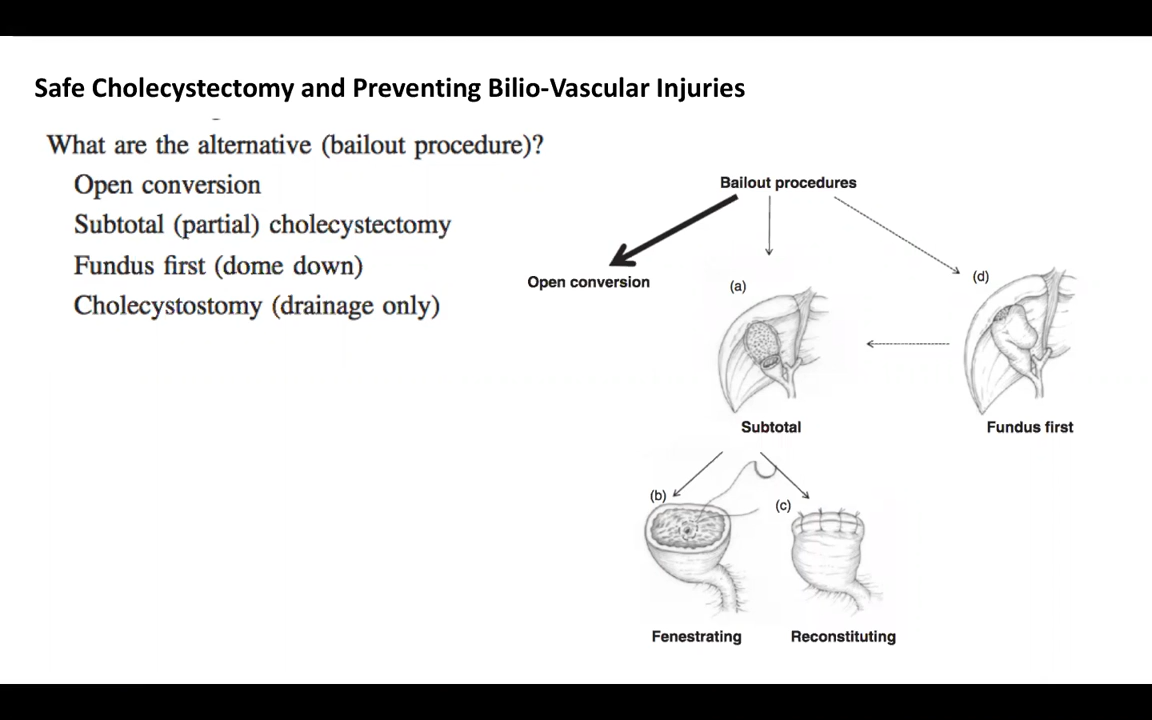 Safe Cholecystectomy and Preventing Bilio-Vascular Injuries
What are the alternative (bailout procedure)?
Open conversion
Subtotal (partial) cholecystectomy
Fundus first (dome down)
Cholecystostomy (drainage only)
Bailout procedures
Open conversion
(a)
(d)
Subtotal
Fundus first
(b)
(c)
Fenestrating
Reconstituting